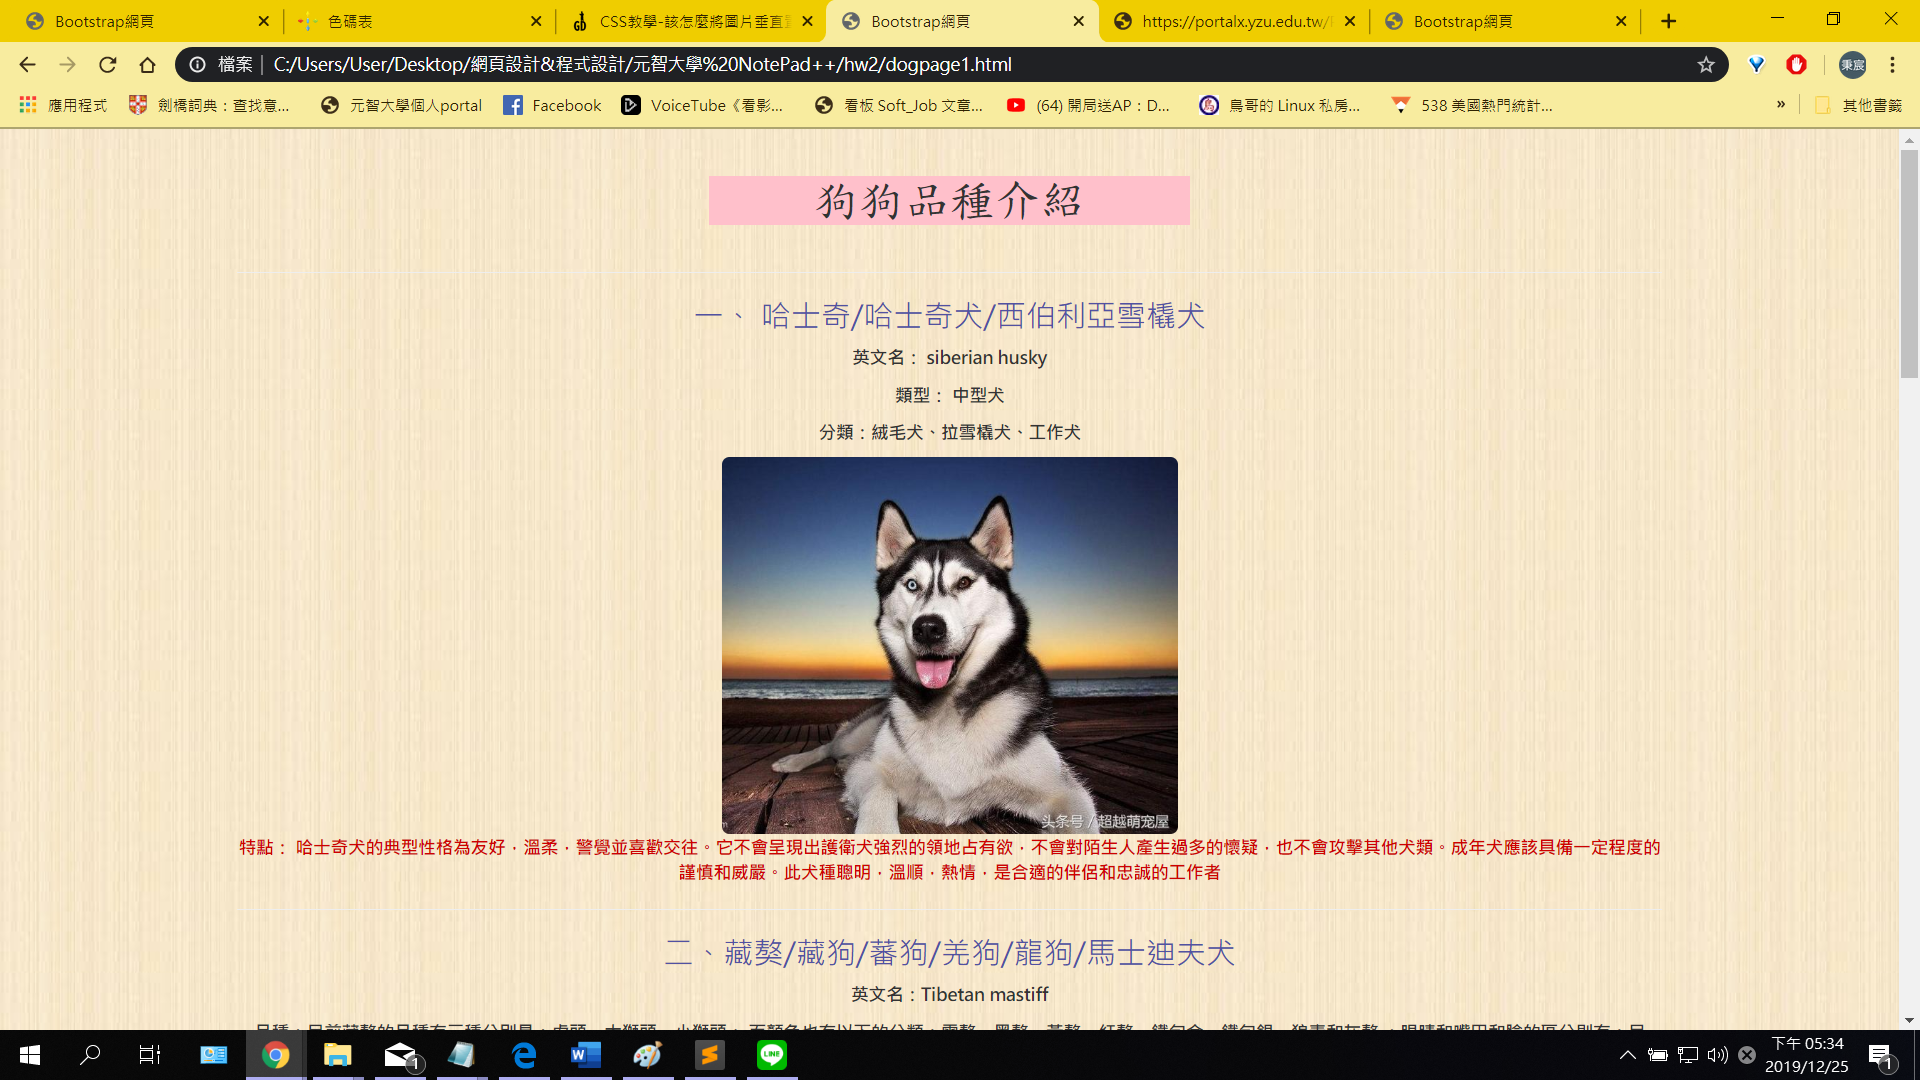 Bootstrap網頁
色碼表
CSS教學-該怎麼將圖片垂直
Bootstrap網頁
https://portalx.yzu.edu.tw/
Bootstrap網頁
檔案
C:/Users/User/Desktop/網頁設計&程式設計/元智大學%20NotePad++/hw2/dogpage1.html
秉宸
應用程式
劍橋詞典：查找意...
元智大學個人portal
Facebook
VoiceTube《看影...
看板 Soft_Job 文章...
(64) 開局送AP：D...
鳥哥的 Linux 私房...
538 美國熱門統計...
»
其他書籤
狗狗品種介紹
一、 哈士奇/哈士奇犬/西伯利亞雪橇犬
英文名： siberian husky
類型： 中型犬
分類：絨毛犬、拉雪橇犬、工作犬
头条号 / 超越萌宠屋
特點： 哈士奇犬的典型性格為友好，溫柔，警覺並喜歡交往。它不會呈現出護衛犬強烈的領地占有欲，不會對陌生人產生過多的懷疑，也不會攻擊其他犬類。成年犬應該具備一定程度的
謹慎和威嚴。此犬種聰明，溫順，熱情，是合適的伴侶和忠誠的工作者
二、藏獒/藏狗/蕃狗/羌狗/龍狗/馬士迪夫犬
英文名：Tibetan mastiff
下午 05:34
2019/12/25
1
1
LINE